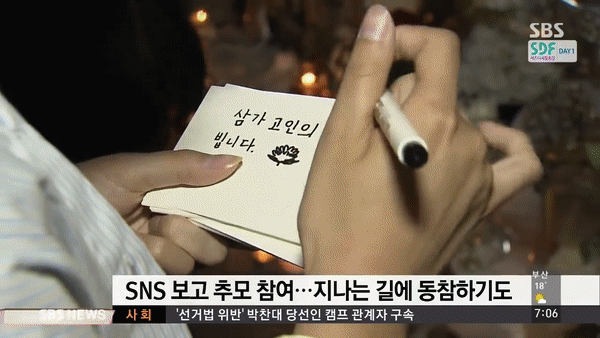 SBS
SDF DAY 1
삼가 고인의
빕니다.
SNS 보고 추모 참여…지나는 길에 동참하기도
부산
18˚
SBS NEWS
사 회
'선거법 위반' 박찬대 당선인 캠프 관계자 구속
7:06